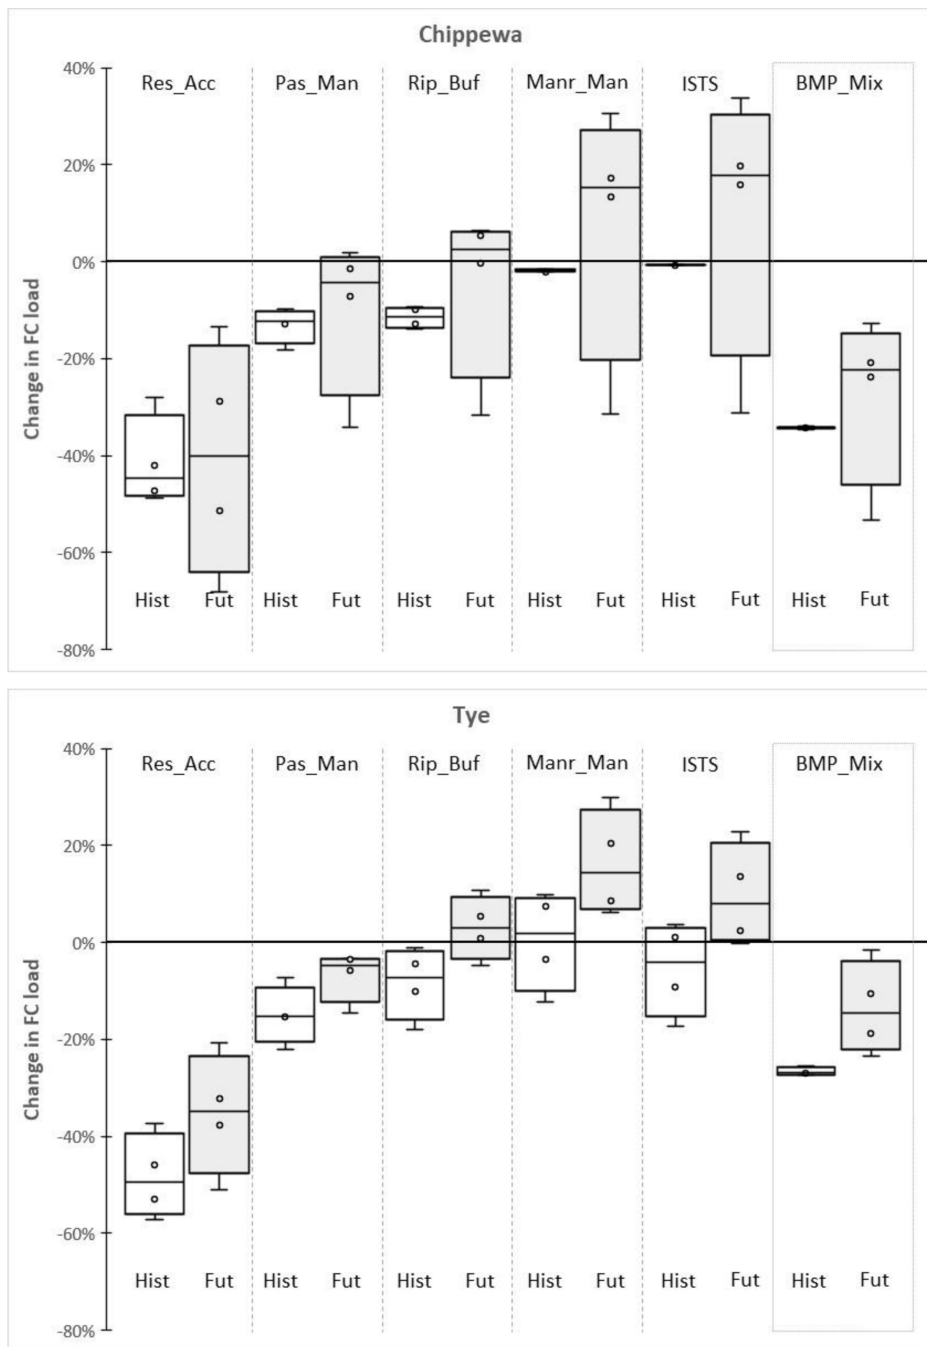 Chippewa
40%
Res_Acc Pas_Man Rip_Buf Manr_Man ISTS BMP_Mix
20%
0%
-20%
-40%
-60%
-80%
Change in FC load
Hist Fut Hist Fut Hist Fut Hist Fut Hist Fut Hist Fut
Tye
40%
Res_Acc Pas_Man Rip_Buf Manr_Man ISTS BMP_Mix
20%
0%
-20%
-40%
-60%
-80%
Change in FC load
Hist Fut Hist Fut Hist Fut Hist Fut Hist Fut Hist Fut